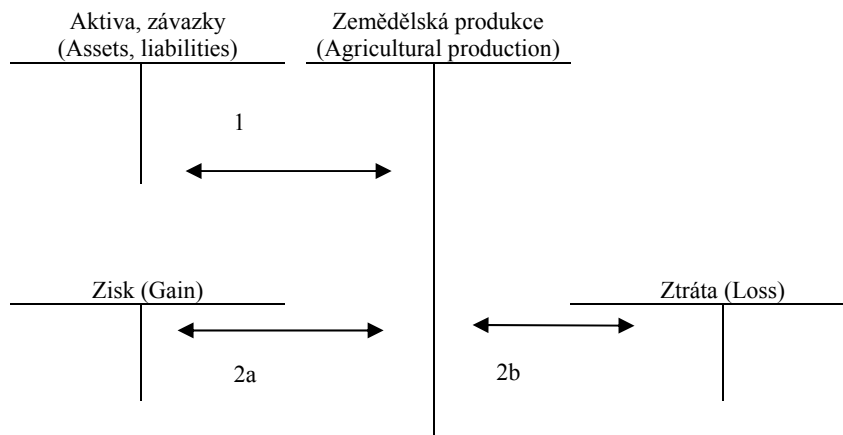 Aktiva, závazky
(Assets, liabilities)
Zemědělská produkce
(Agricultural production)
1
Zisk (Gain)
Ztráta (Loss)
2a
2b